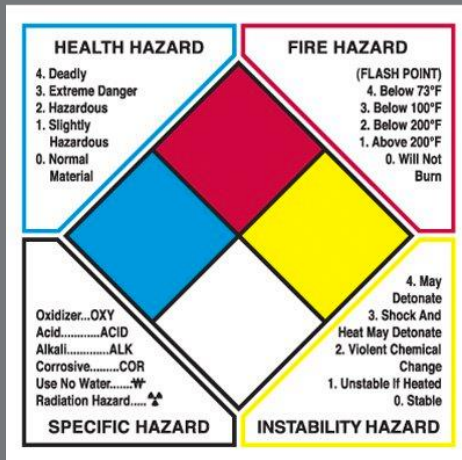 HEALTH HAZARD
4. Deadly
3. Extreme Danger
2. Hazardous
1. Slightly
Hazardous
0. Normal
Material
FIRE HAZARD
(FLASH POINT)
4. Below 73°F
3. Below 100°F
2. Below 200°F
1. Above 200°F
0. Will Not
Burn
Oxidizer...OXY
Acid............ACID
Alkali............ALK
Corrosive.........COR
Use No Water.......W
Radiation Hazard.....☢
SPECIFIC HAZARD
4. May
Detonate
3. Shock And
Heat May Detonate
2. Violent Chemical
Change
1. Unstable If Heated
0. Stable
INSTABILITY HAZARD